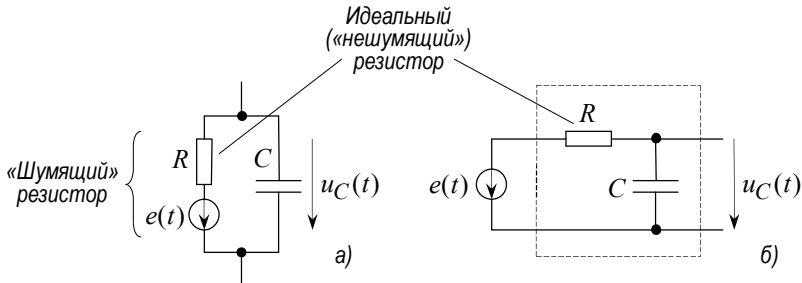 Идеальный
(«нешумящий»)
резистор
«Шумящий»
резистор
R
C
e(t)
u_C(t)
а)
R
e(t)
C
u_C(t)
б)